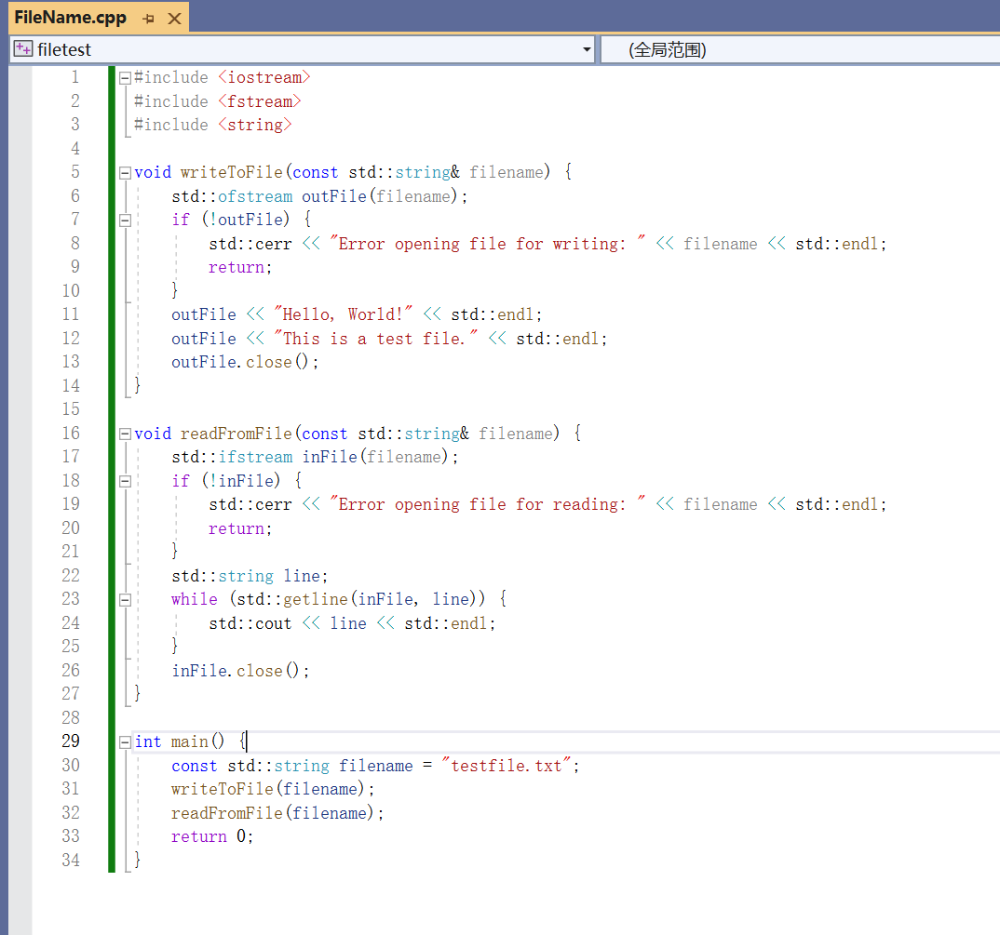 FileName.cpp
filetest (全局范围)
1 #include <iostream>
2 #include <fstream>
3 #include <string>
4
5 void writeToFile(const std::string& filename) {
6     std::ofstream outFile(filename);
7     if (!outFile) {
8         std::cerr << "Error opening file for writing: " << filename << std::endl;
9         return;
10     }
11     outFile << "Hello, World!" << std::endl;
12     outFile << "This is a test file." << std::endl;
13     outFile.close();
14 }
15
16 void readFromFile(const std::string& filename) {
17     std::ifstream inFile(filename);
18     if (!inFile) {
19         std::cerr << "Error opening file for reading: " << filename << std::endl;
20         return;
21     }
22     std::string line;
23     while (std::getline(inFile, line)) {
24         std::cout << line << std::endl;
25     }
26     inFile.close();
27 }
28
29 int main() {
30     const std::string filename = "testfile.txt";
31     writeToFile(filename);
32     readFromFile(filename);
33     return 0;
34 }